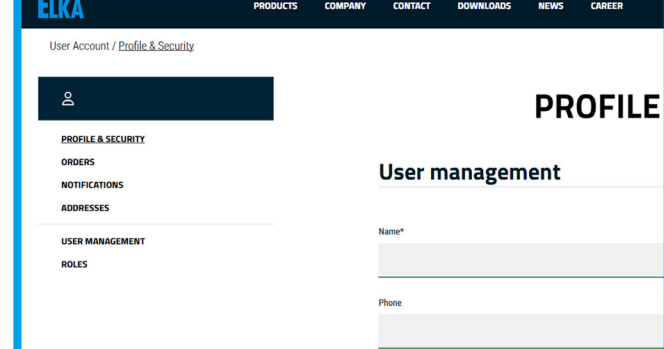 ELKA PRODUCTS COMPANY CONTACT DOWNLOADS NEWS CAREER
User Account / Profile & Security
PROFILE & SECURITY
ORDERS
NOTIFICATIONS
ADDRESSES
USER MANAGEMENT
ROLES
PROFILE
User management
Name*
Phone